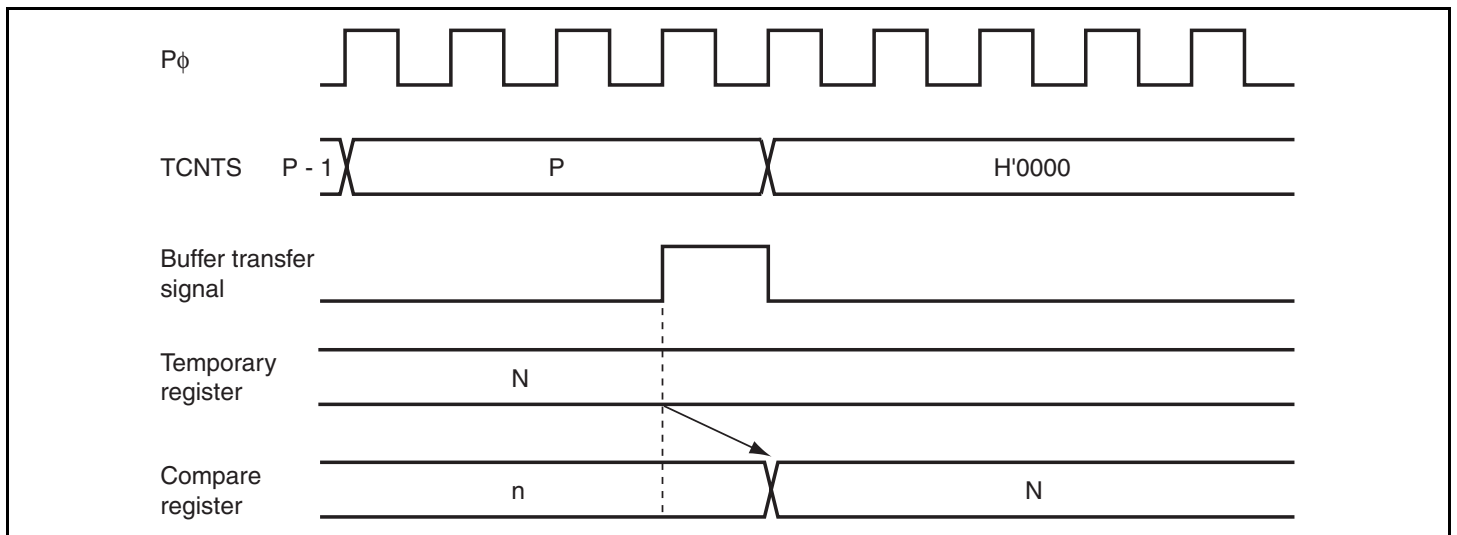 Pϕ
TCNTS P - 1 P H'0000
Buffer transfer
signal
Temporary
register
N
Compare
register
n N